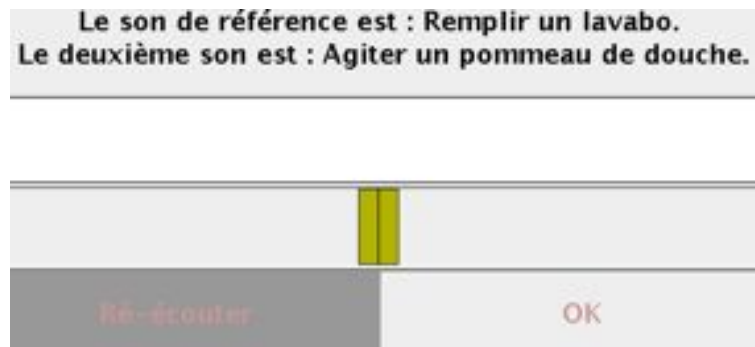 Le son de référence est : Remplir un lavabo.
Le deuxième son est : Agiter un pommeau de douche.
Ré-écouter
OK